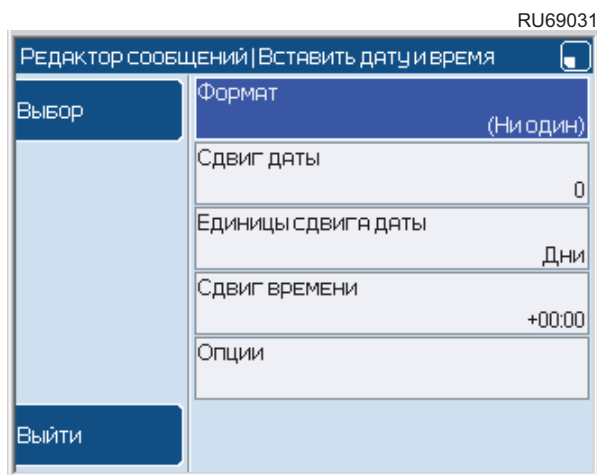 RU69031
Редактор сообщений|Вставить дату и время
Выбор
Формат
(Ни один)
Сдвиг даты
0
Единицы сдвига даты
Дни
Сдвиг времени
+00:00
Опции
Выйти